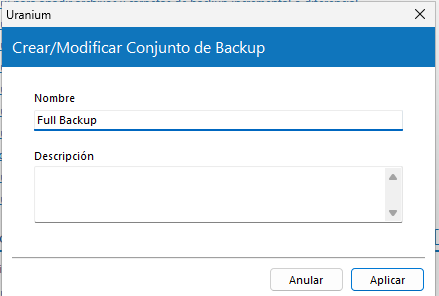 Uranium
Crear/Modificar Conjunto de Backup
Nombre
Full Backup
Descripción
Anular
Aplicar